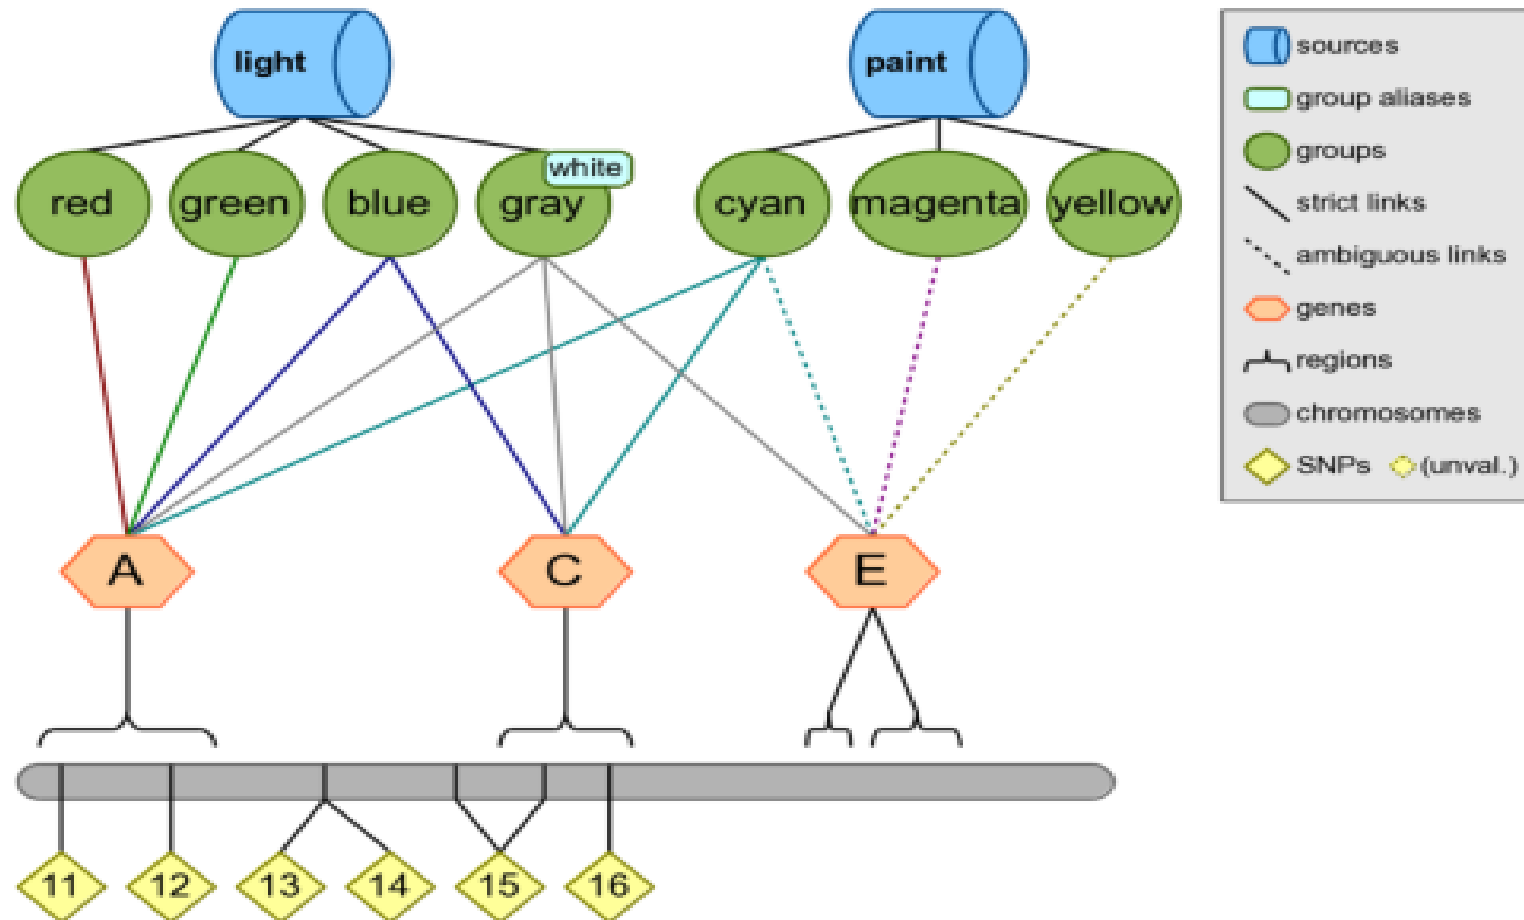 light
paint
white
red
green
blue
gray
cyan
magenta
yellow
A
C
E
11
12
13
14
15
16
sources
group aliases
groups
strict links
ambiguous links
genes
regions
chromosomes
SNPs (unval.)